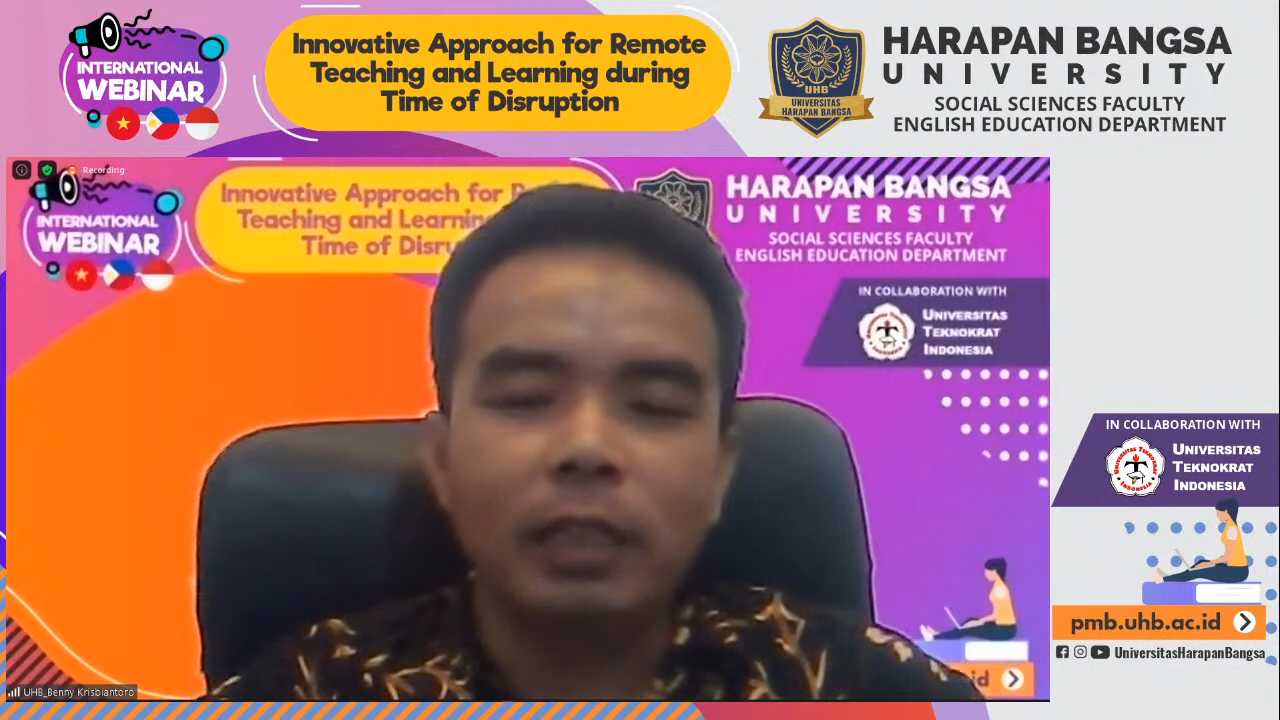 INTERNATIONAL
WEBINAR
Innovative Approach for Remote
Teaching and Learning during
Time of Disruption
UHB
UNIVERSITAS
HARAPAN BANGSA
HARAPAN BANGSA
UNIVERSITY
SOCIAL SCIENCES FACULTY
ENGLISH EDUCATION DEPARTMENT
Recording
INTERNATIONAL
WEBINAR
Innovative Approach for
Teaching and Learning
Time of
HARAPAN BANGSA
UNIVERSITY
SOCIAL SCIENCES FACULTY
ENGLISH EDUCATION DEPARTMENT
IN COLLABORATION WITH
UNIVERSITAS
TEKNOKRAT
INDONESIA
IN COLLABORATION WITH
UNIVERSITAS
TEKNOKRAT
INDONESIA
pmb.uhb.ac.id
UniversitasHarapanBangsa
id
UHB_Benny Krisbiantoro